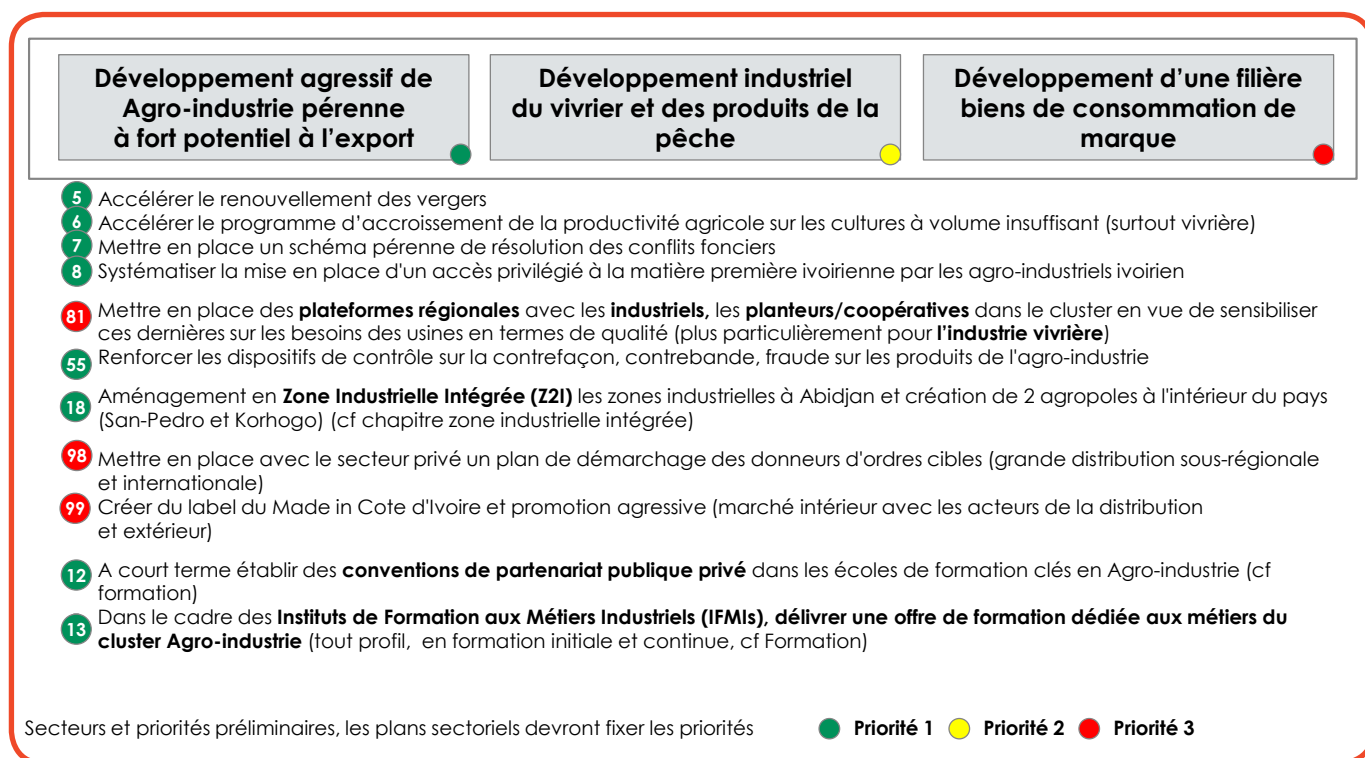 Développement agressif de
Agro-industrie pérenne
à fort potentiel à l'export
Développement industriel
du vivrier et des produits de la
pêche
Développement d'une filière
biens de consommation de
marque
5 Accélérer le renouvellement des vergers
6 Accélérer le programme d'accroissement de la productivité agricole sur les cultures à volume insuffisant (surtout vivrière)
7 Mettre en place un schéma pérenne de résolution des conflits fonciers
8 Systématiser la mise en place d'un accès privilégié à la matière première ivoirienne par les agro-industriels ivoirien
81 Mettre en place des plateformes régionales avec les industriels, les planteurs/coopératives dans le cluster en vue de sensibiliser
ces dernières sur les besoins des usines en termes de qualité (plus particulièrement pour l'industrie vivrière)
55 Renforcer les dispositifs de contrôle sur la contrefaçon, contrebande, fraude sur les produits de l'agro-industrie
18 Aménagement en Zone Industrielle Intégrée (Z2I) les zones industrielles à Abidjan et création de 2 agropoles à l'intérieur du pays
(San-Pedro et Korhogo) (cf chapitre zone industrielle intégrée)
98 Mettre en place avec le secteur privé un plan de démarchage des donneurs d'ordres cibles (grande distribution sous-régionale
et internationale)
99 Créer du label du Made in Cote d'Ivoire et promotion agressive (marché intérieur avec les acteurs de la distribution
et extérieur)
12 A court terme établir des conventions de partenariat publique privé dans les écoles de formation clés en Agro-industrie (cf
formation)
13 Dans le cadre des Instituts de Formation aux Métiers Industriels (IFMIs), délivrer une offre de formation dédiée aux métiers du
cluster Agro-industrie (tout profil, en formation initiale et continue, cf Formation)
Secteurs et priorités préliminaires, les plans sectoriels devront fixer les priorités
Priorité 1 Priorité 2 Priorité 3